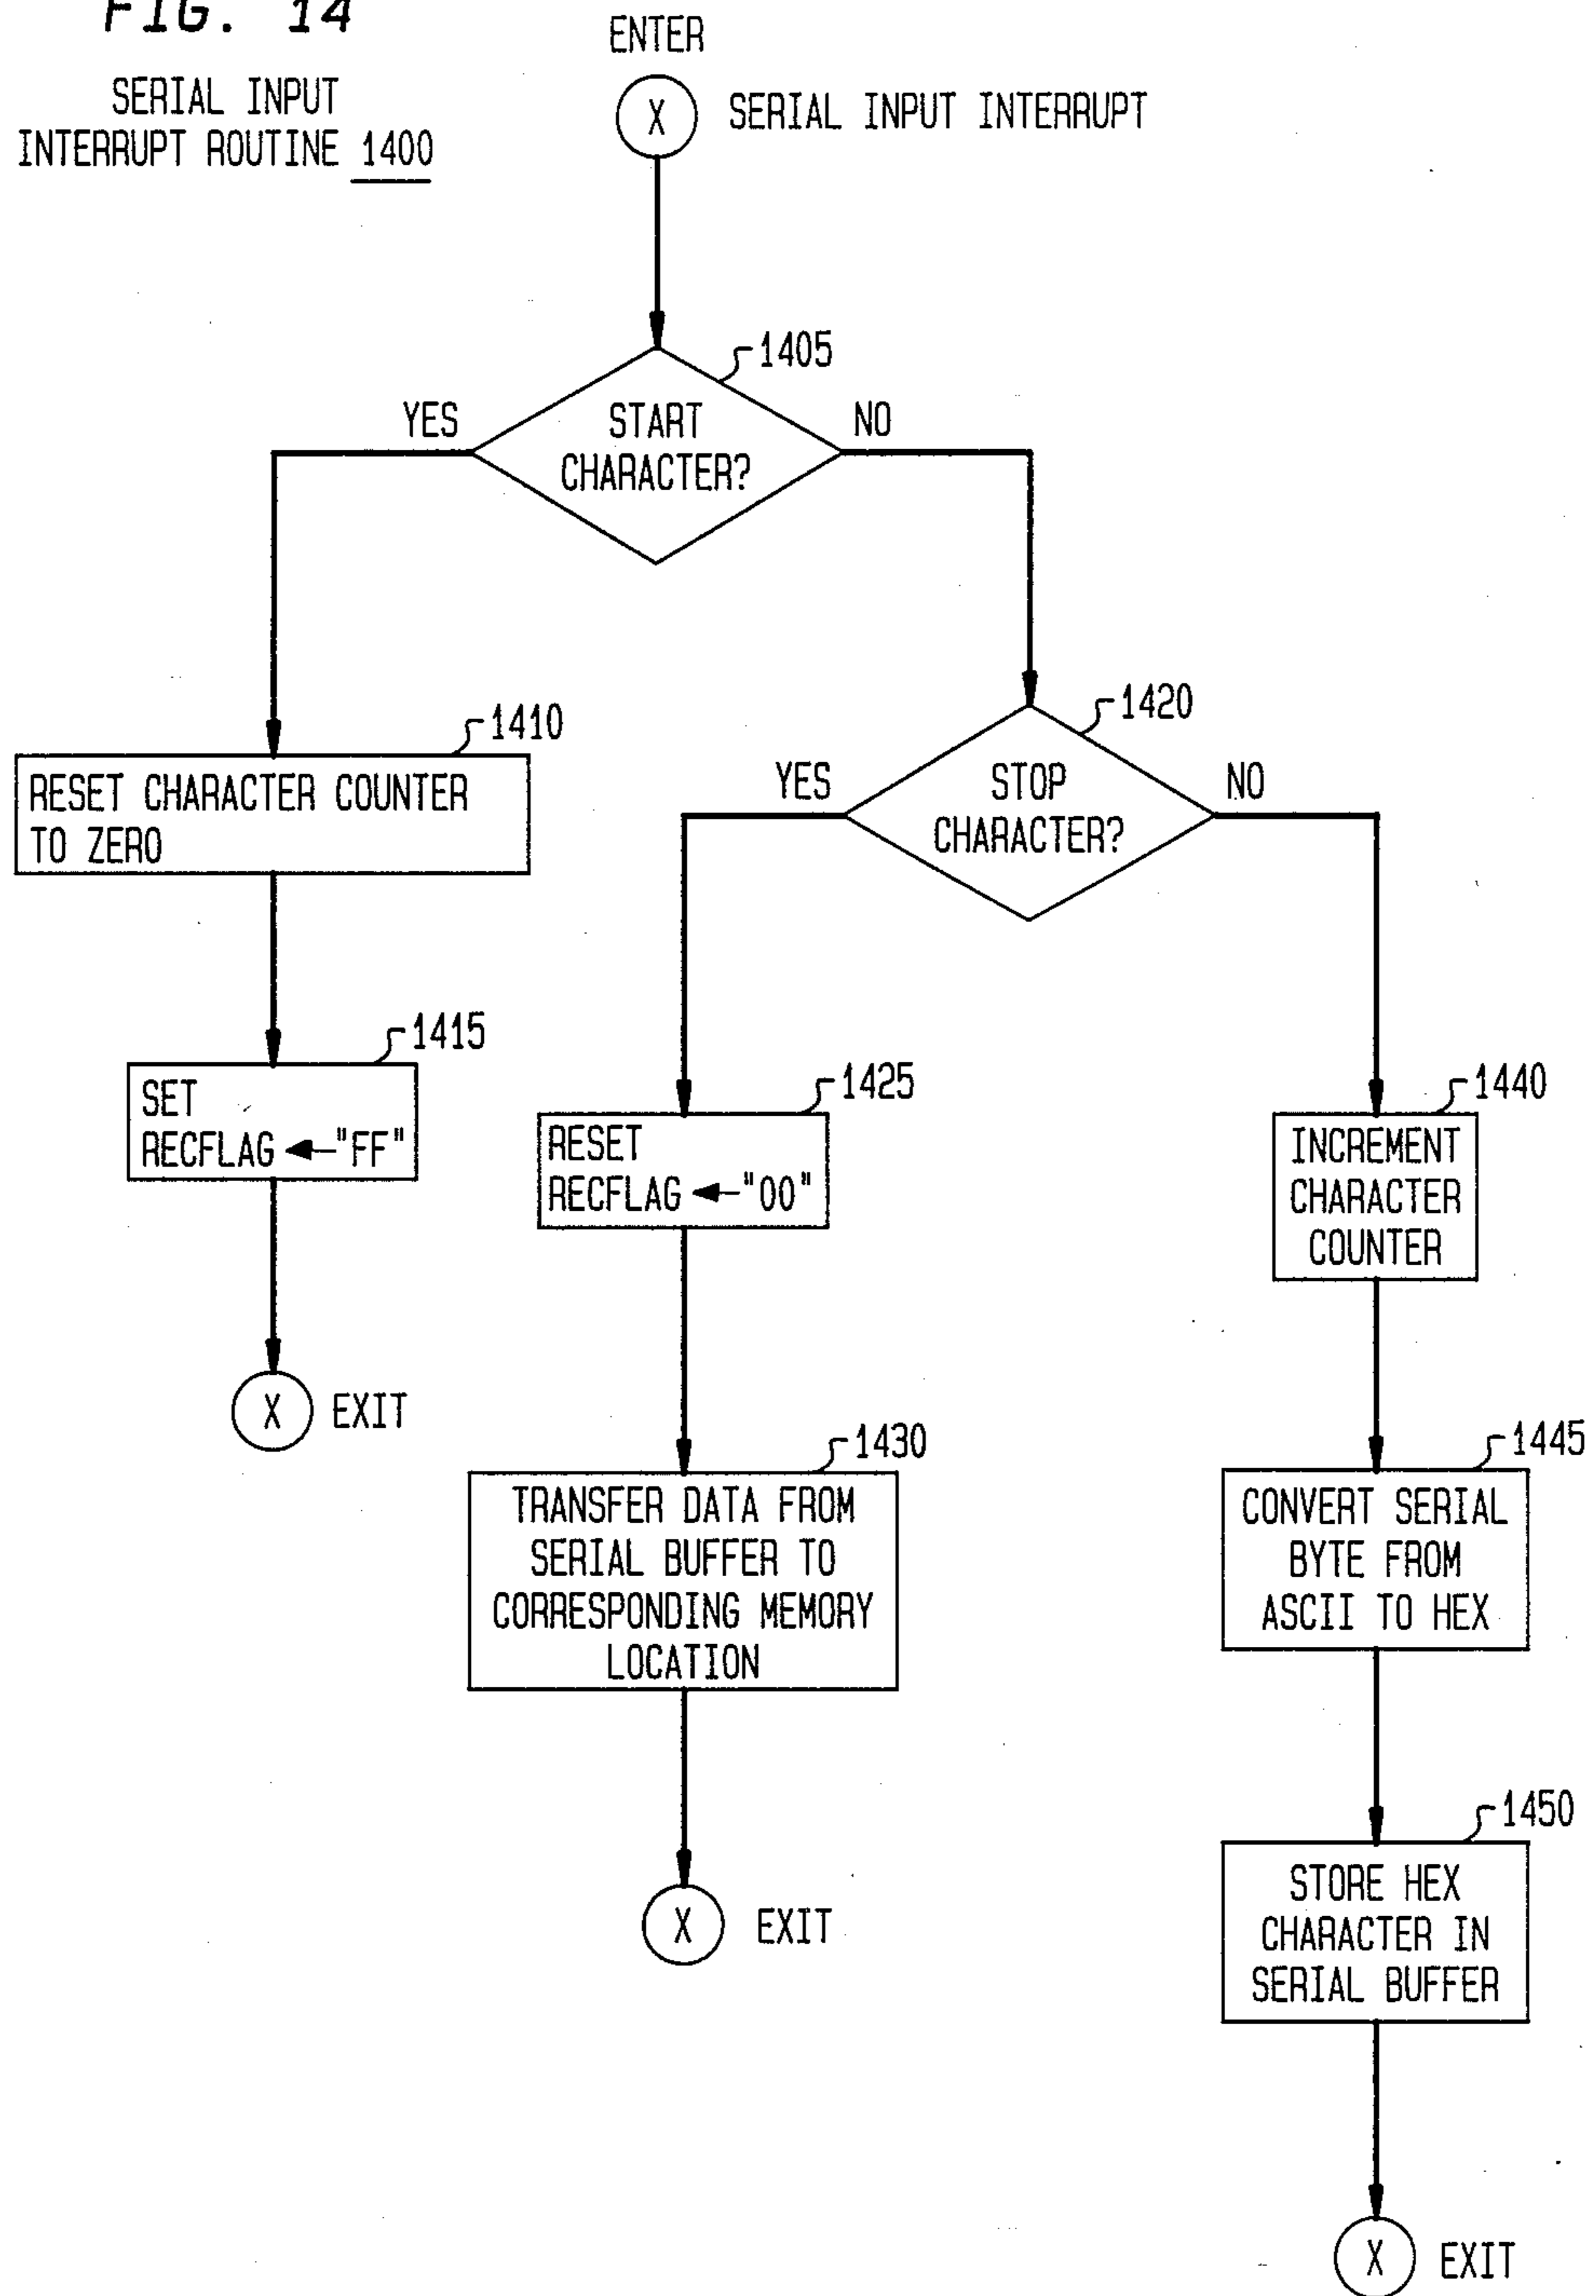 FIG. 14
SERIAL INPUT
INTERRUPT ROUTINE 1400
ENTER
X
SERIAL INPUT INTERRUPT
1405
YES
START
CHARACTER?
NO
1410
RESET CHARACTER COUNTER
TO ZERO
1415
SET
RECFLAG ◄—"FF"
X
EXIT
1420
YES
STOP
CHARACTER?
NO
1425
RESET
RECFLAG ◄—"00"
1430
TRANSFER DATA FROM
SERIAL BUFFER TO
CORRESPONDING MEMORY
LOCATION
X
EXIT
1440
INCREMENT
CHARACTER
COUNTER
1445
CONVERT SERIAL
BYTE FROM
ASCII TO HEX
1450
STORE HEX
CHARACTER IN
SERIAL BUFFER
X
EXIT